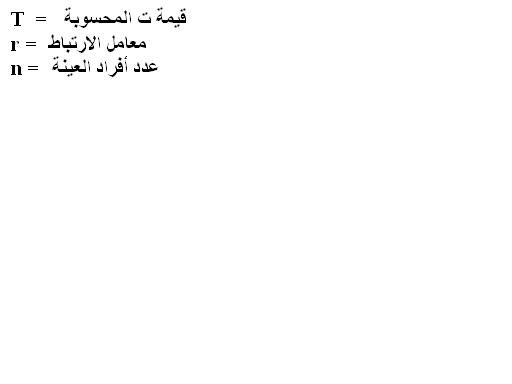 T = قيمة ت المحسوبة
r = معامل الارتباط
n = عدد أفراد العينة